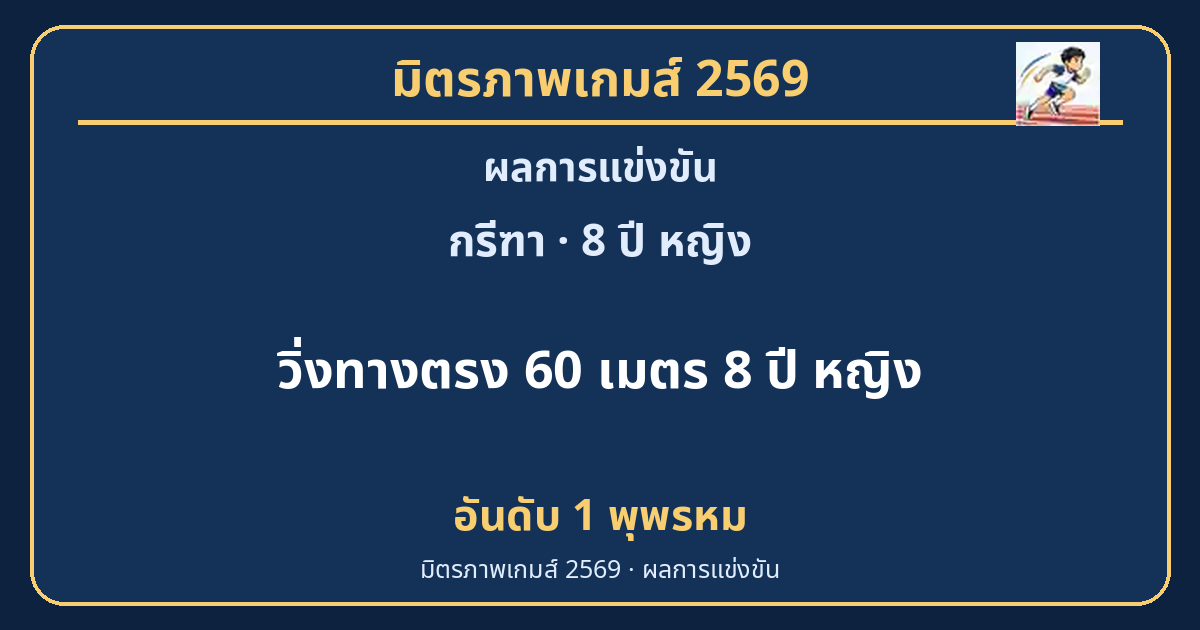 มิตรภาพเกมส์ 2569
ผลการแข่งขัน
กรีฑา · 8 ปี หญิง
วิ่งทางตรง 60 เมตร 8 ปี หญิง
อันดับ 1 พุพรหม
มิตรภาพเกมส์ 2569 · ผลการแข่งขัน